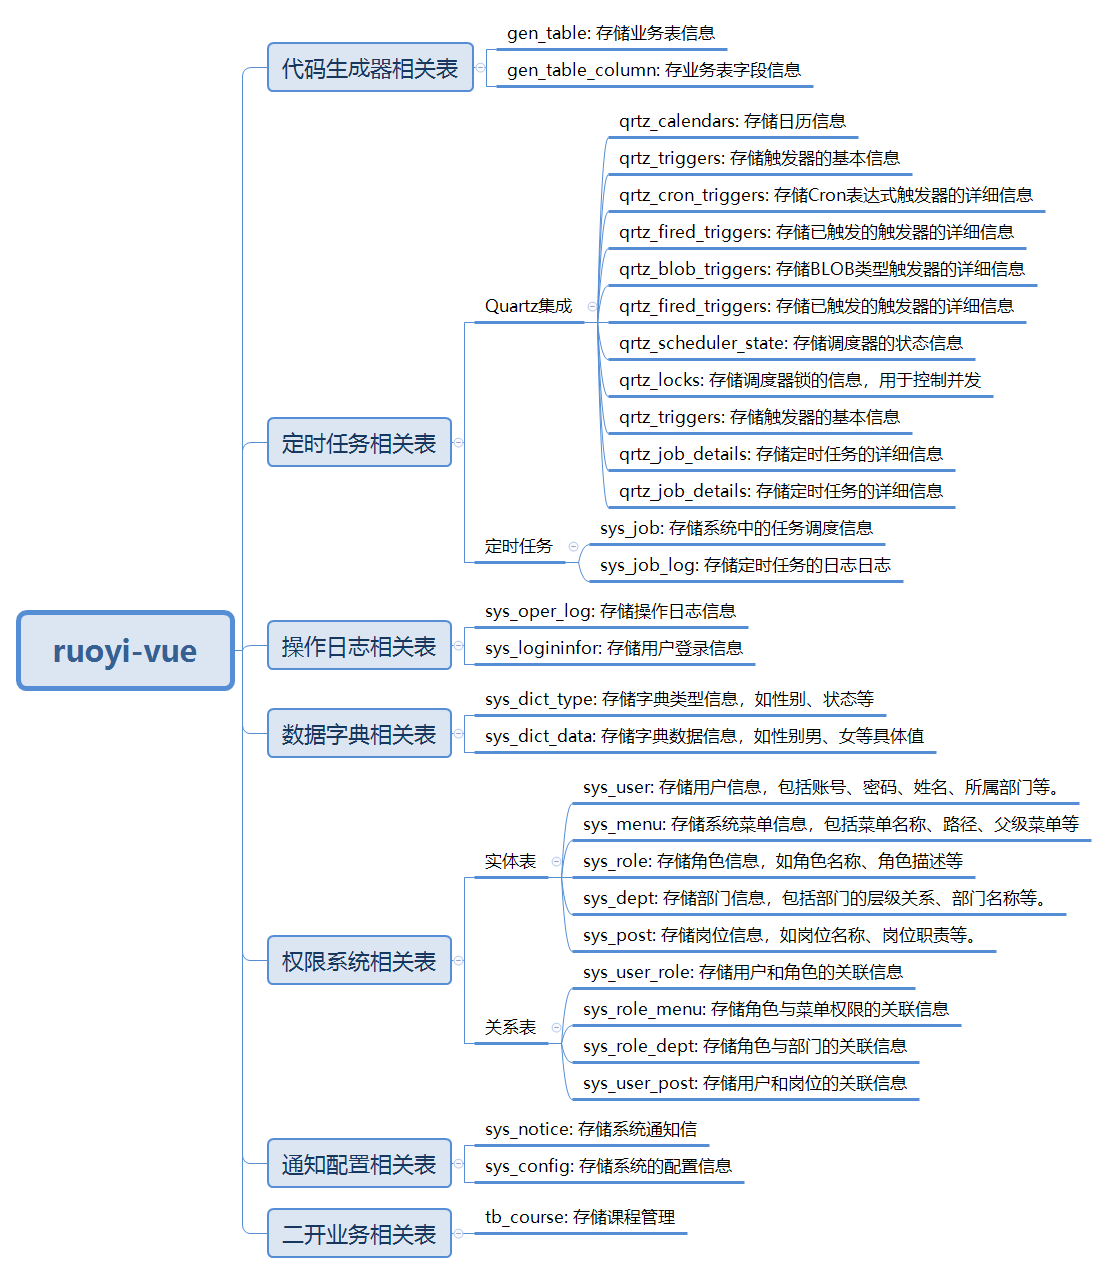 ruoyi-vue
代码生成器相关表
gen_table: 存储业务表信息
gen_table_column: 存业务表字段信息
定时任务相关表
Quartz集成
qrtz_calendars: 存储日历信息
qrtz_triggers: 存储触发器的基本信息
qrtz_cron_triggers: 存储Cron表达式触发器的详细信息
qrtz_fired_triggers: 存储已触发的触发器的详细信息
qrtz_blob_triggers: 存储BLOB类型触发器的详细信息
qrtz_fired_triggers: 存储已触发的触发器的详细信息
qrtz_scheduler_state: 存储调度器的状态信息
qrtz_locks: 存储调度器锁的信息，用于控制并发
qrtz_triggers: 存储触发器的基本信息
qrtz_job_details: 存储定时任务的详细信息
qrtz_job_details: 存储定时任务的详细信息
定时任务
sys_job: 存储系统中的任务调度信息
sys_job_log: 存储定时任务的日志日志
操作日志相关表
sys_oper_log: 存储操作日志信息
sys_logininfor: 存储用户登录信息
数据字典相关表
sys_dict_type: 存储字典类型信息，如性别、状态等
sys_dict_data: 存储字典数据信息，如性别男、女等具体值
权限系统相关表
实体表
sys_user: 存储用户信息，包括账号、密码、姓名、所属部门等。
sys_menu: 存储系统菜单信息，包括菜单名称、路径、父级菜单等
sys_role: 存储角色信息，如角色名称、角色描述等
sys_dept: 存储部门信息，包括部门的层级关系、部门名称等。
sys_post: 存储岗位信息，如岗位名称、岗位职责等。
关系表
sys_user_role: 存储用户和角色的关联信息
sys_role_menu: 存储角色与菜单权限的关联信息
sys_role_dept: 存储角色与部门的关联信息
sys_user_post: 存储用户和岗位的关联信息
通知配置相关表
sys_notice: 存储系统通知信
sys_config: 存储系统的配置信息
二开业务相关表
tb_course: 存储课程管理